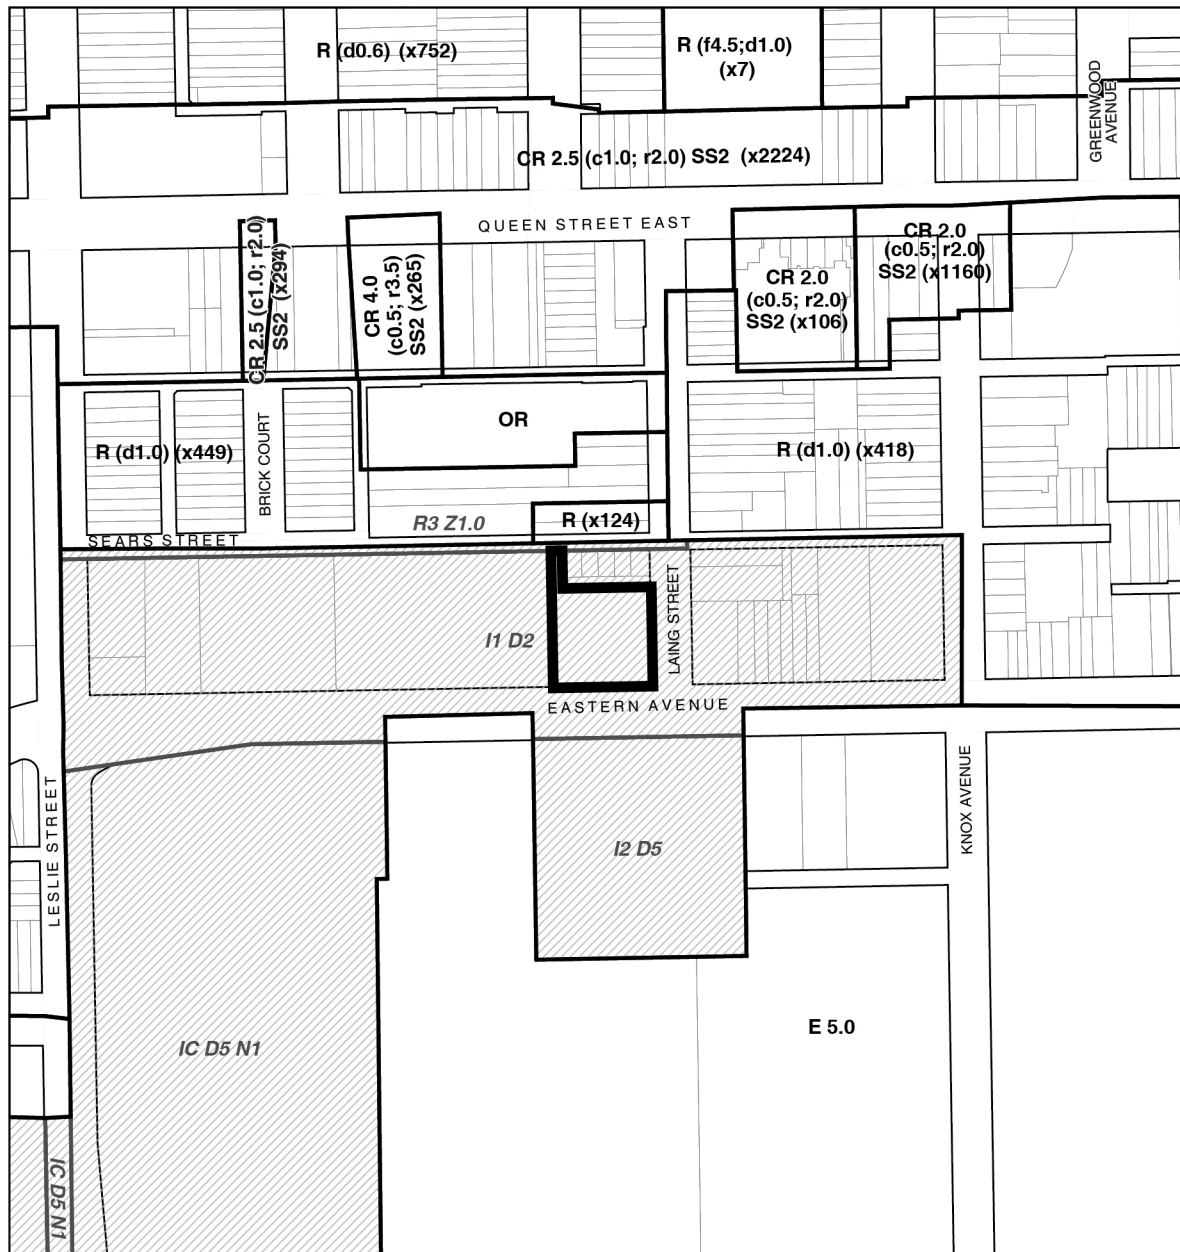 R (d0.6) (x752)
R (f4.5;d1.0)
(x7)
GREENWOOD
AVENUE
CR 2.5 (c1.0; r2.0) SS2 (x2224)
QUEEN STREET EAST
CR 2.5 (c1.0; r2.0)
SS2 (x294)
CR 4.0
(c0.5; r3.5)
SS2 (x265)
CR 2.0
(c0.5; r2.0)
SS2 (x106)
CR 2.0
(c0.5; r2.0)
SS2 (x1160)
R (d1.0) (x449)
BRICK COURT
OR
R (d1.0) (x418)
R3 Z1.0
R (x124)
SEARS STREET
I1 D2
LAING STREET
EASTERN AVENUE
LESLIE STREET
I2 D5
KNOX AVENUE
IC D5 N1
E 5.0
IC D5 N1